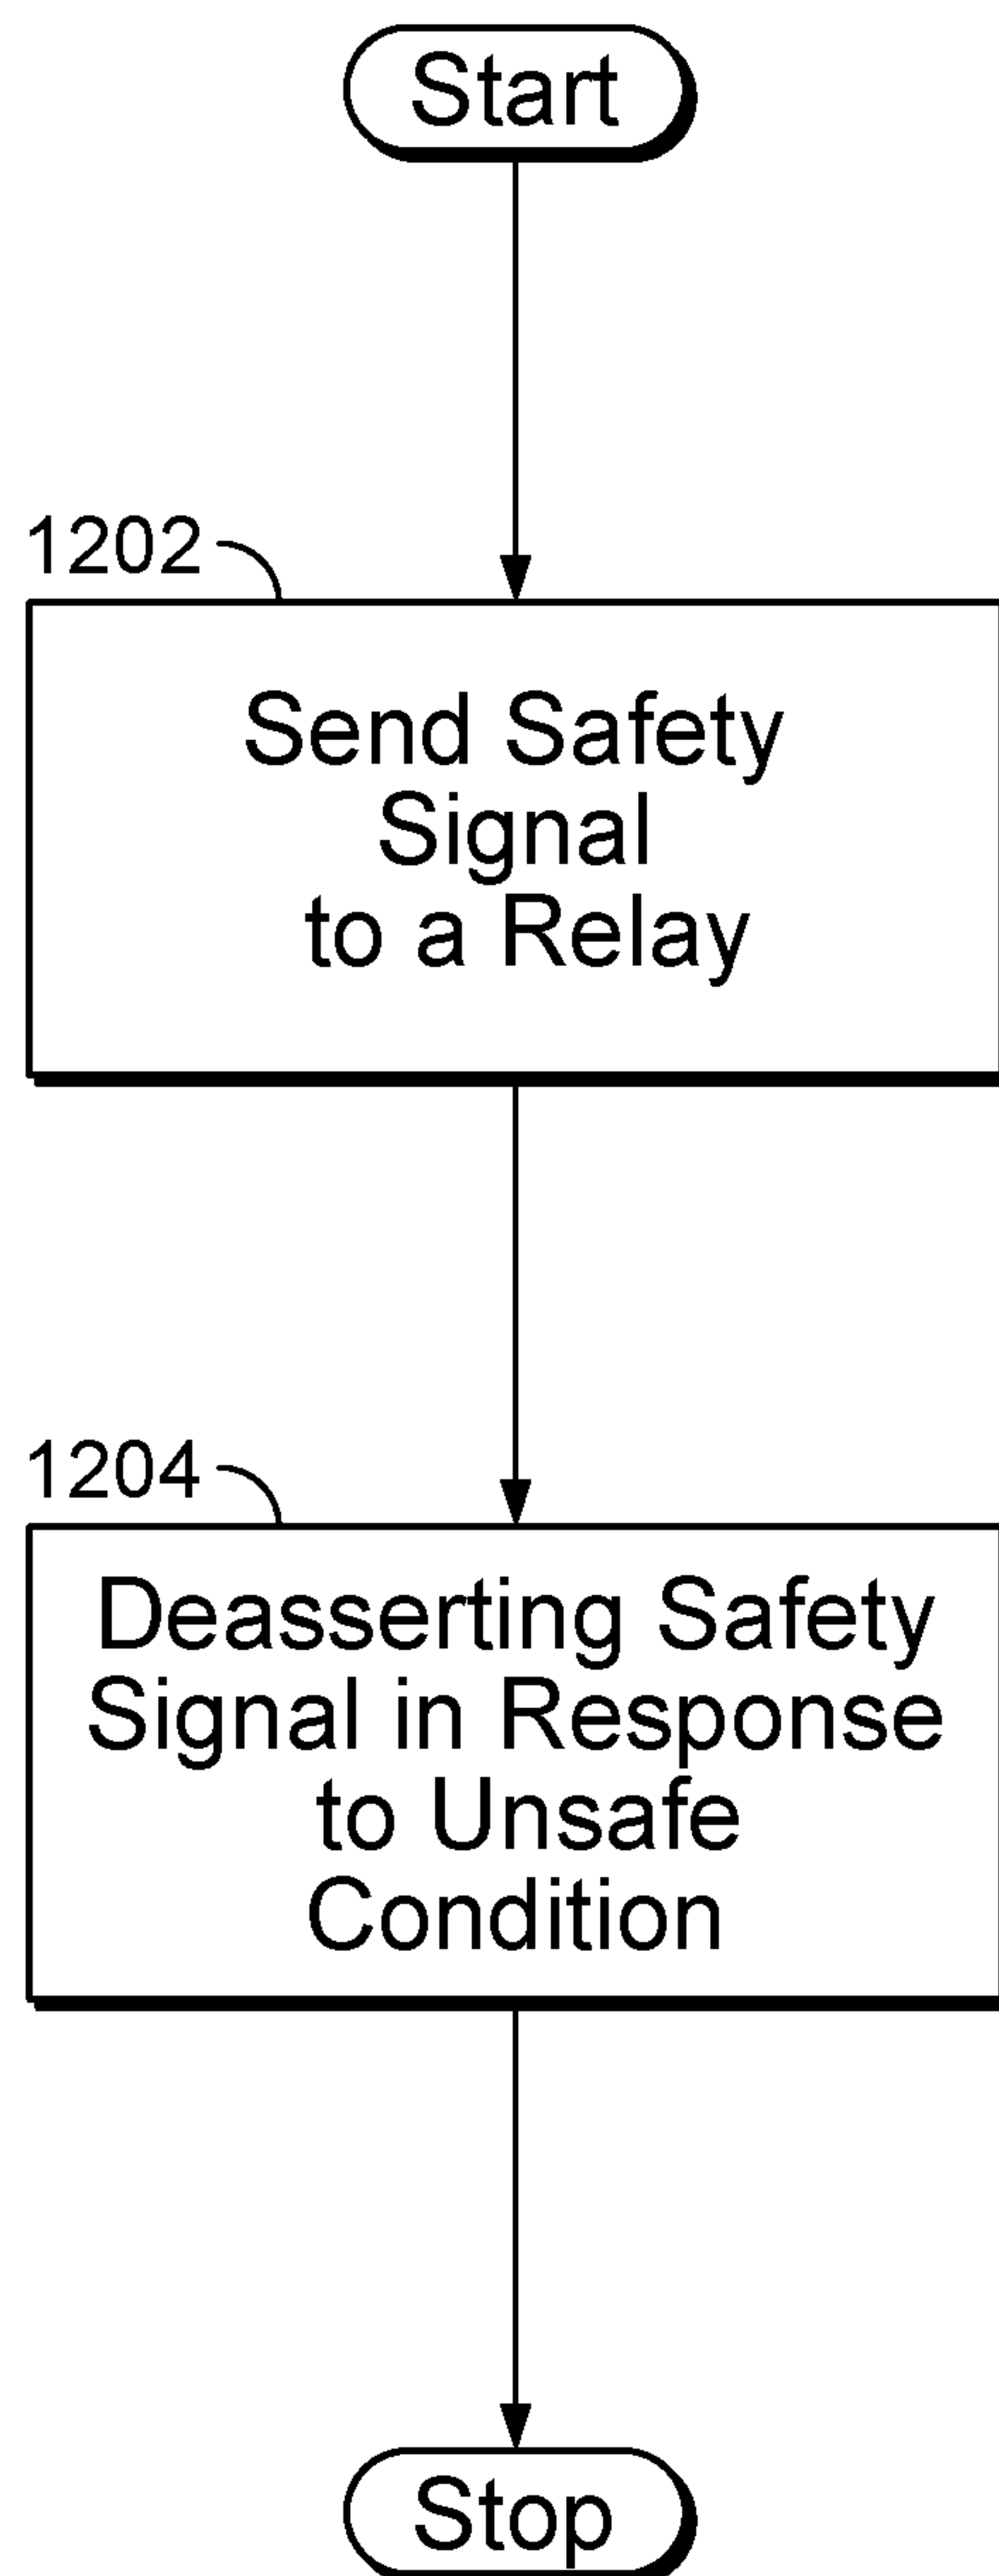 Start
1202
Send Safety
Signal
to a Relay
1204
Deasserting Safety
Signal in Response
to Unsafe
Condition
Stop